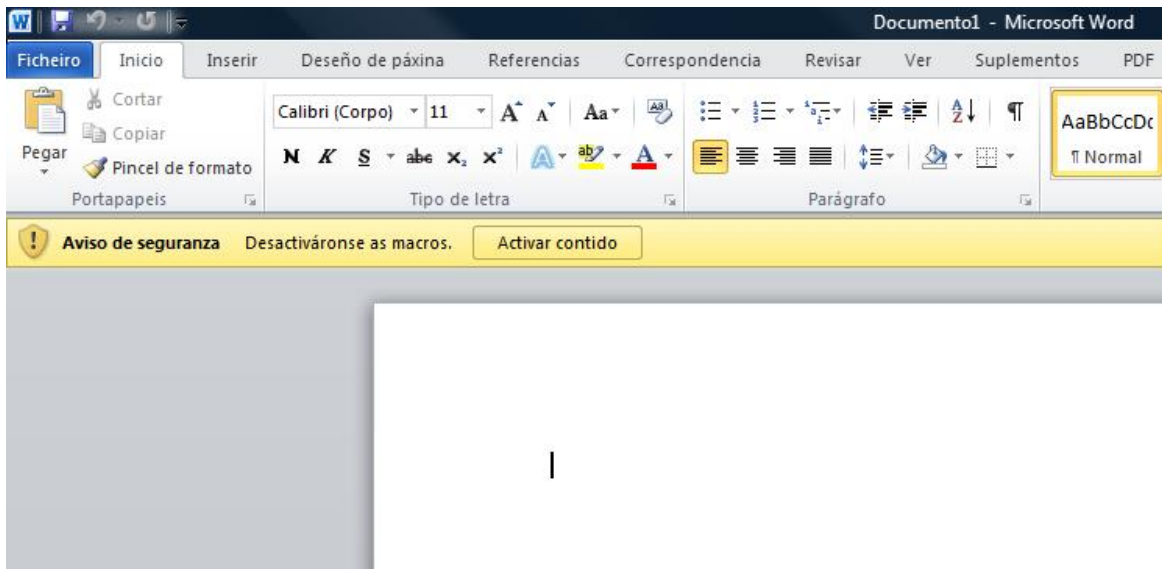 Documento1 - Microsoft Word
Ficheiro Inicio Inserir Deseño de páxina Referencias Correspondencia Revisar Ver Suplementos PDF
Cortar
Copiar
Pegar
Pincel de formato
Portapapeis
Calibri (Corpo) 11 A A Aa
N K S abc X₂ X² A ab A
Tipo de letra
Parágrafo
AaBbCcDc
¶ Normal
Aviso de seguranza Desactiváronse as macros. Activar contido